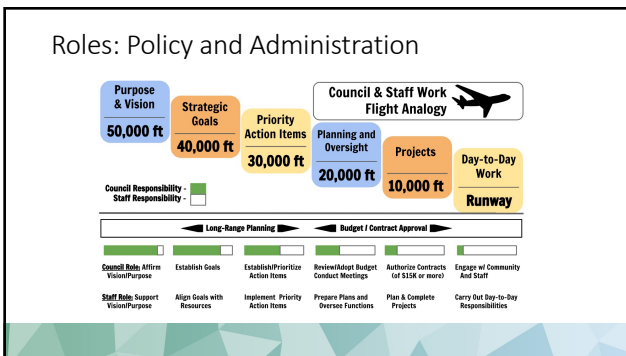 Roles: Policy and Administration
Purpose
& Vision
50,000 ft
Strategic
Goals
40,000 ft
Priority
Action Items
30,000 ft
Council & Staff Work
Flight Analogy
Planning and
Oversight
20,000 ft
Projects
10,000 ft
Day-to-Day
Work
Runway
Council Responsibility -
Staff Responsibility -
Long-Range Planning
Budget / Contract Approval
Council Role: Affirm
Vision/Purpose
Establish Goals
Establish/Prioritize
Action Items
Review/Adopt Budget
Conduct Meetings
Authorize Contracts
(of $15K or more)
Engage w/ Community
And Staff
Staff Role: Support
Vision/Purpose
Align Goals with
Resources
Implement Priority
Action Items
Prepare Plans and
Oversee Functions
Plan & Complete
Projects
Carry Out Day-to-Day
Responsibilities